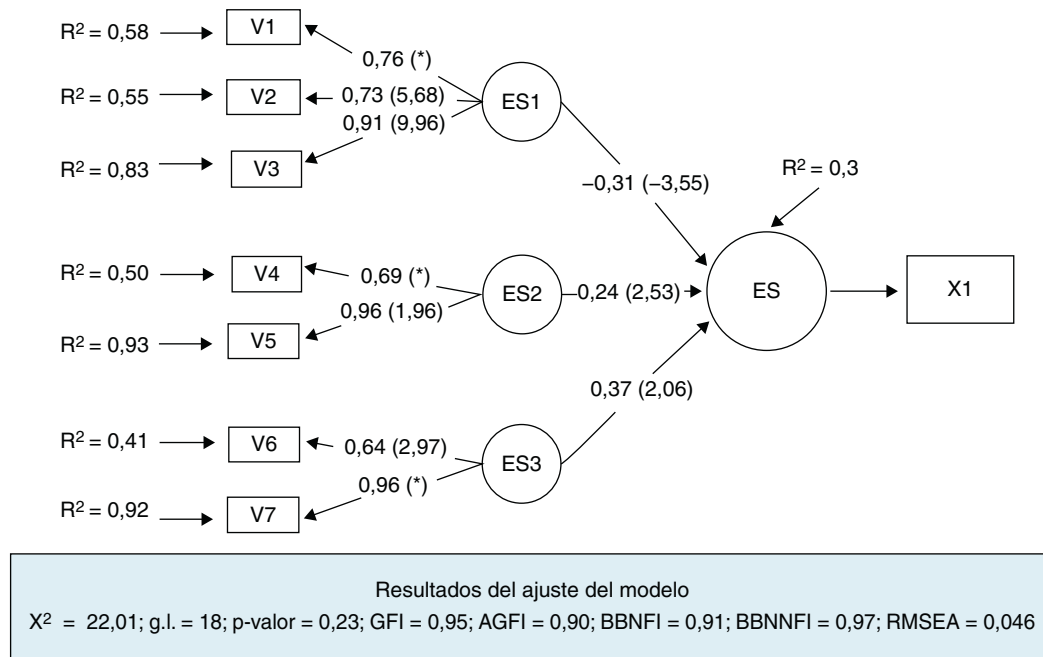 R² = 0,58
V1
0,76 (*)
R² = 0,55
V2
0,73 (5,68)
ES1
0,91 (9,96)
R² = 0,83
V3
–0,31 (–3,55)
R² = 0,3
R² = 0,50
V4
0,69 (*)
ES2
–0,24 (2,53)
ES
X1
0,96 (1,96)
R² = 0,93
V5
0,37 (2,06)
R² = 0,41
V6
0,64 (2,97)
ES3
0,96 (*)
R² = 0,92
V7
Resultados del ajuste del modelo
X² = 22,01; g.l. = 18; p-valor = 0,23; GFI = 0,95; AGFI = 0,90; BBNFI = 0,91; BBNNFI = 0,97; RMSEA = 0,046